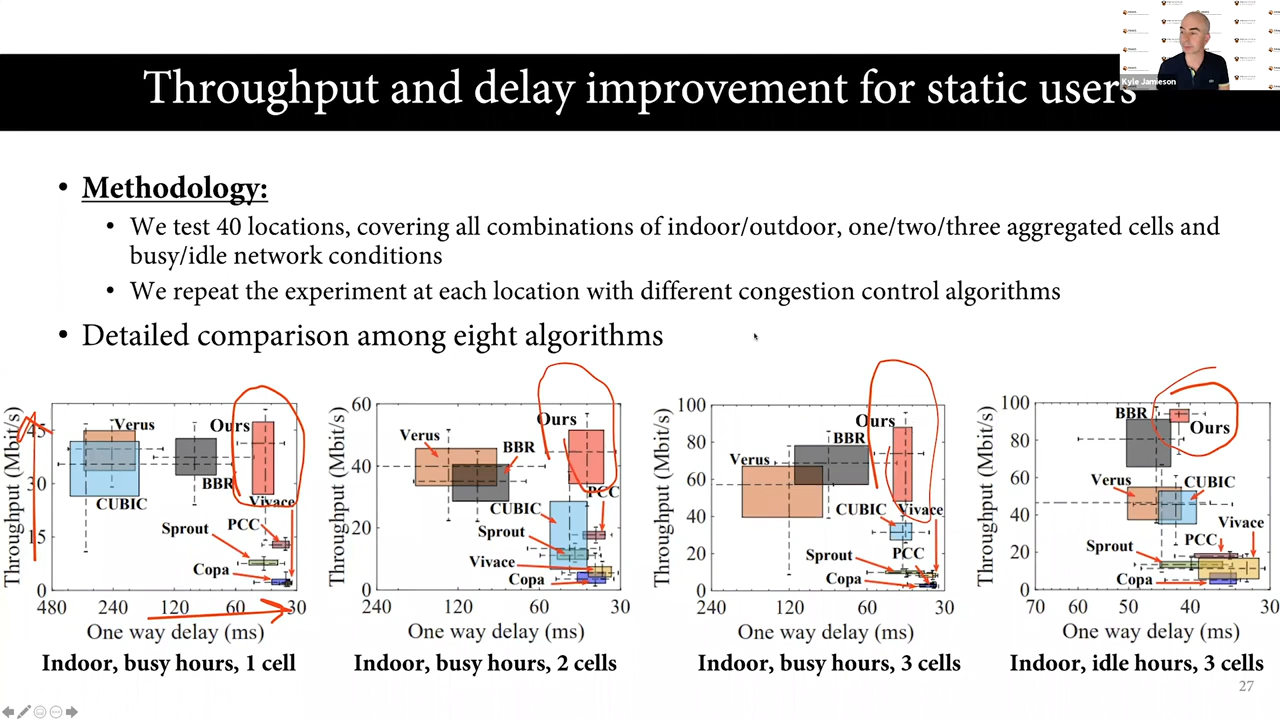 Throughput and delay improvement for static users
Kyle Jamieson
• Methodology:
• We test 40 locations, covering all combinations of indoor/outdoor, one/two/three aggregated cells and
busy/idle network conditions
• We repeat the experiment at each location with different congestion control algorithms
• Detailed comparison among eight algorithms
Throughput (Mbit/s)
45
30
15
0
480 240 120 60 30
One way delay (ms)
Verus
Ours
BBR
CUBIC
Vivace
Sprout
PCC
Copa
Indoor, busy hours, 1 cell
Throughput (Mbit/s)
60
40
20
0
240 120 60 30
One way delay (ms)
Ours
Verus
BBR
PCC
CUBIC
Sprout
Vivace
Copa
Indoor, busy hours, 2 cells
Throughput (Mbit/s)
100
80
60
40
20
0
240 120 60 30
One way delay (ms)
Ours
BBR
Verus
CUBIC
Vivace
PCC
Sprout
Copa
Indoor, busy hours, 3 cells
Throughput (Mbit/s)
100
80
60
40
20
0
70 60 50 40 30
One way delay (ms)
BBR
Ours
Verus
CUBIC
Vivace
PCC
Sprout
Copa
Indoor, idle hours, 3 cells
27